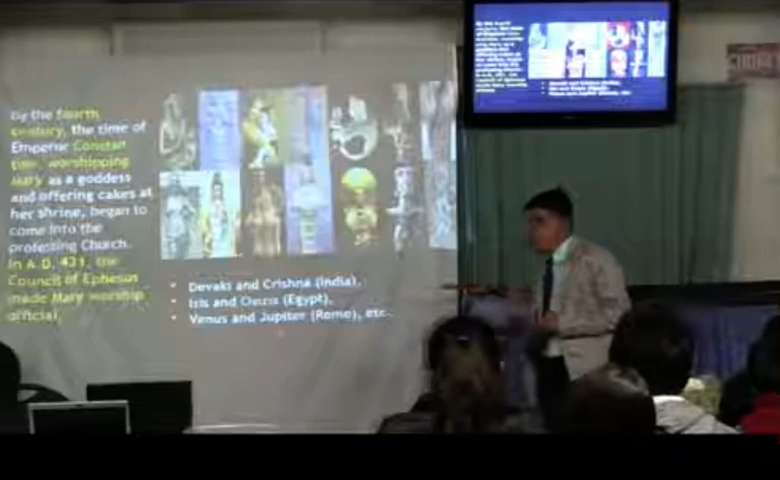 By the fourth
century, the time of
Emperor Constan
tine, worshipping
Mary as a goddess
and offering cakes at
her shrine, began to
come into the
professing Church.
In A.D. 431, the
Council of Ephesus
made Mary worship
official.
• Devaki and Crishna (India),
• Isis and Osiris (Egypt),
• Venus and Jupiter (Rome), etc.